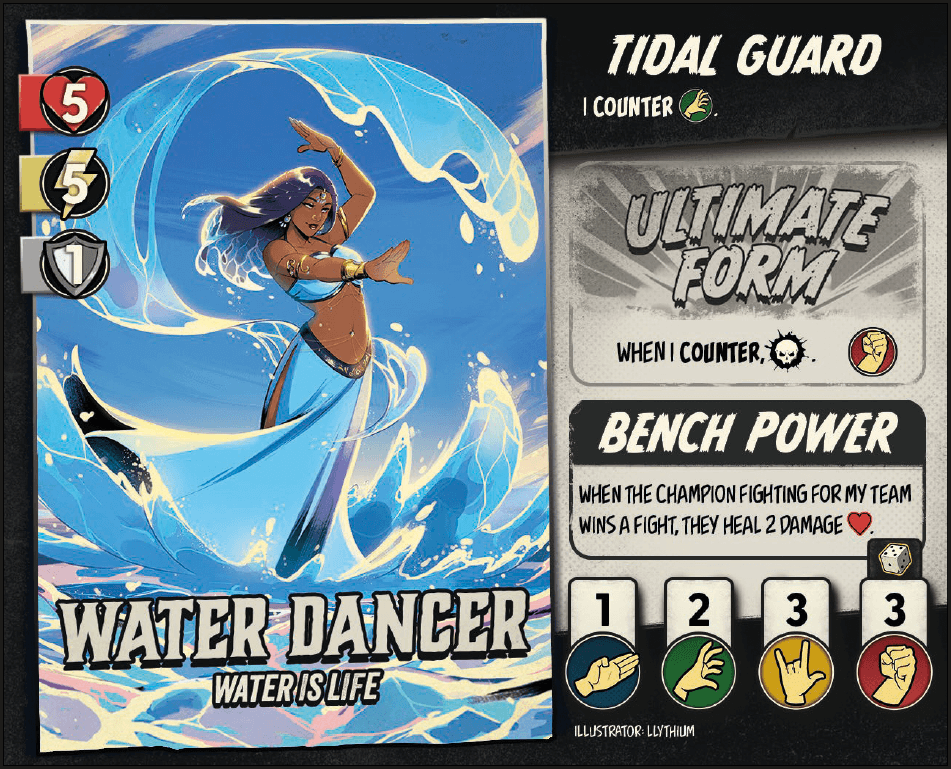 5
5
1
WATER DANCER
WATER IS LIFE
TIDAL GUARD
I COUNTER .
ULTIMATE
FORM
WHEN I COUNTER, .
BENCH POWER
WHEN THE CHAMPION FIGHTING FOR MY TEAM
WINS A FIGHT, THEY HEAL 2 DAMAGE .
1 2 3 3
ILLUSTRATOR: LLYTHIUM